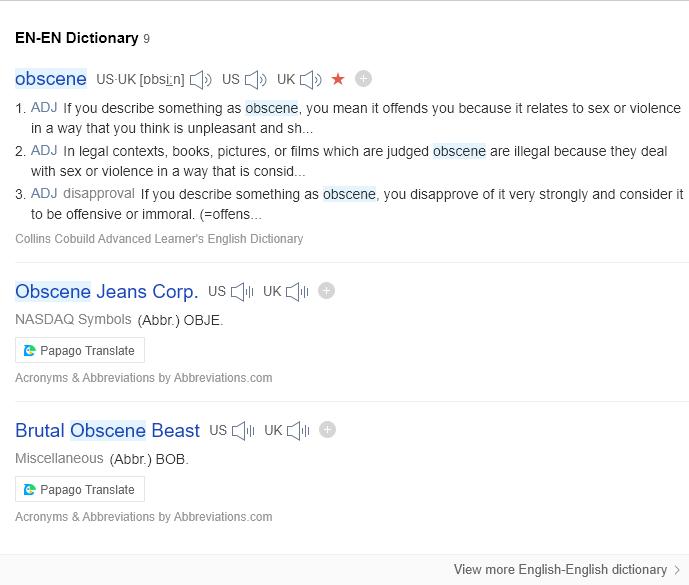 EN-EN Dictionary 9
obscene US·UK [ɒbsiːn] US UK
1. ADJ If you describe something as obscene, you mean it offends you because it relates to sex or violence
in a way that you think is unpleasant and sh...
2. ADJ In legal contexts, books, pictures, or films which are judged obscene are illegal because they deal
with sex or violence in a way that is consid...
3. ADJ disapproval If you describe something as obscene, you disapprove of it very strongly and consider it
to be offensive or immoral. (=offens...
Collins Cobuild Advanced Learner's English Dictionary
Obscene Jeans Corp. US UK
NASDAQ Symbols (Abbr.) OBJE.
Papago Translate
Acronyms & Abbreviations by Abbreviations.com
Brutal Obscene Beast US UK
Miscellaneous (Abbr.) BOB.
Papago Translate
Acronyms & Abbreviations by Abbreviations.com
View more English-English dictionary